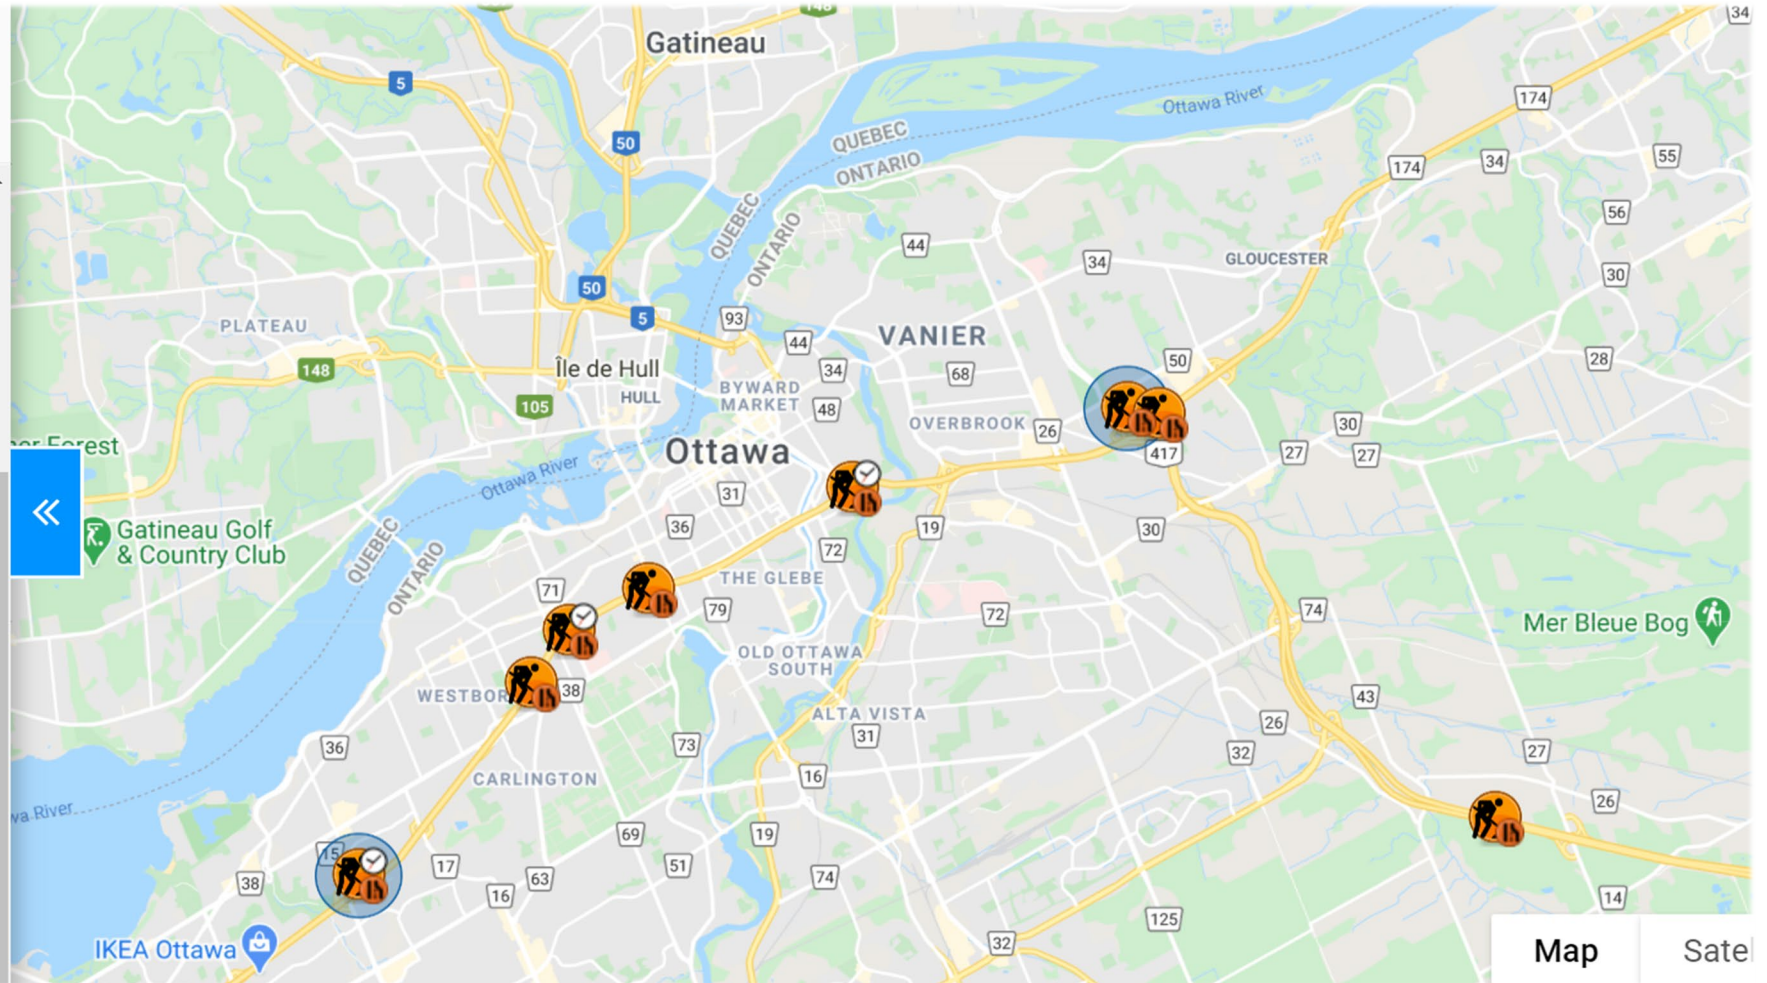 148
34
Gatineau
5
174
Ottawa River
50
QUEBEC
ONTARIO
55
174
34
56
QUEBEC
ONTARIO
44
34
GLOUCESTER
30
50
5
93
PLATEAU
44
VANIER
50
28
148
Île de Hull
34
68
BYWARD
MARKET
HULL
105
48
OVERBROOK
26
30
Forest
Ottawa
417
27
27
Ottawa River
31
Gatineau Golf
& Country Club
QUEBEC
ONTARIO
36
19
30
72
THE GLEBE
71
79
72
74
Mer Bleue Bog
OLD OTTAWA
SOUTH
WESTBOR
38
43
ALTA VISTA
26
31
36
73
32
27
CARLINGTON
16
26
River
69
19
15
17
51
63
74
38
16
14
125
32
IKEA Ottawa
Map
Satel